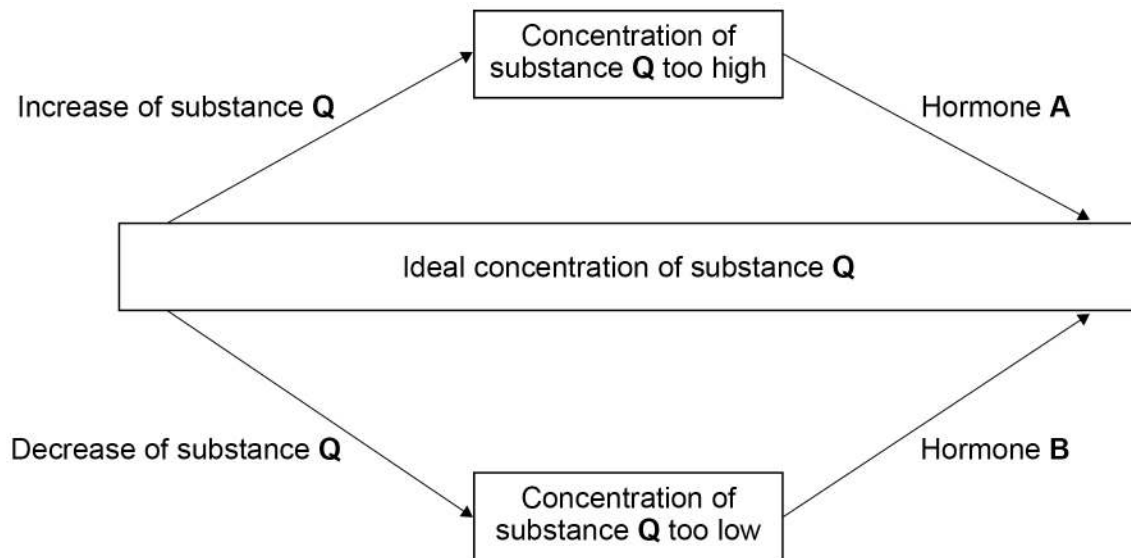 Concentration of
substance Q too high
Increase of substance Q
Hormone A
Ideal concentration of substance Q
Decrease of substance Q
Hormone B
Concentration of
substance Q too low